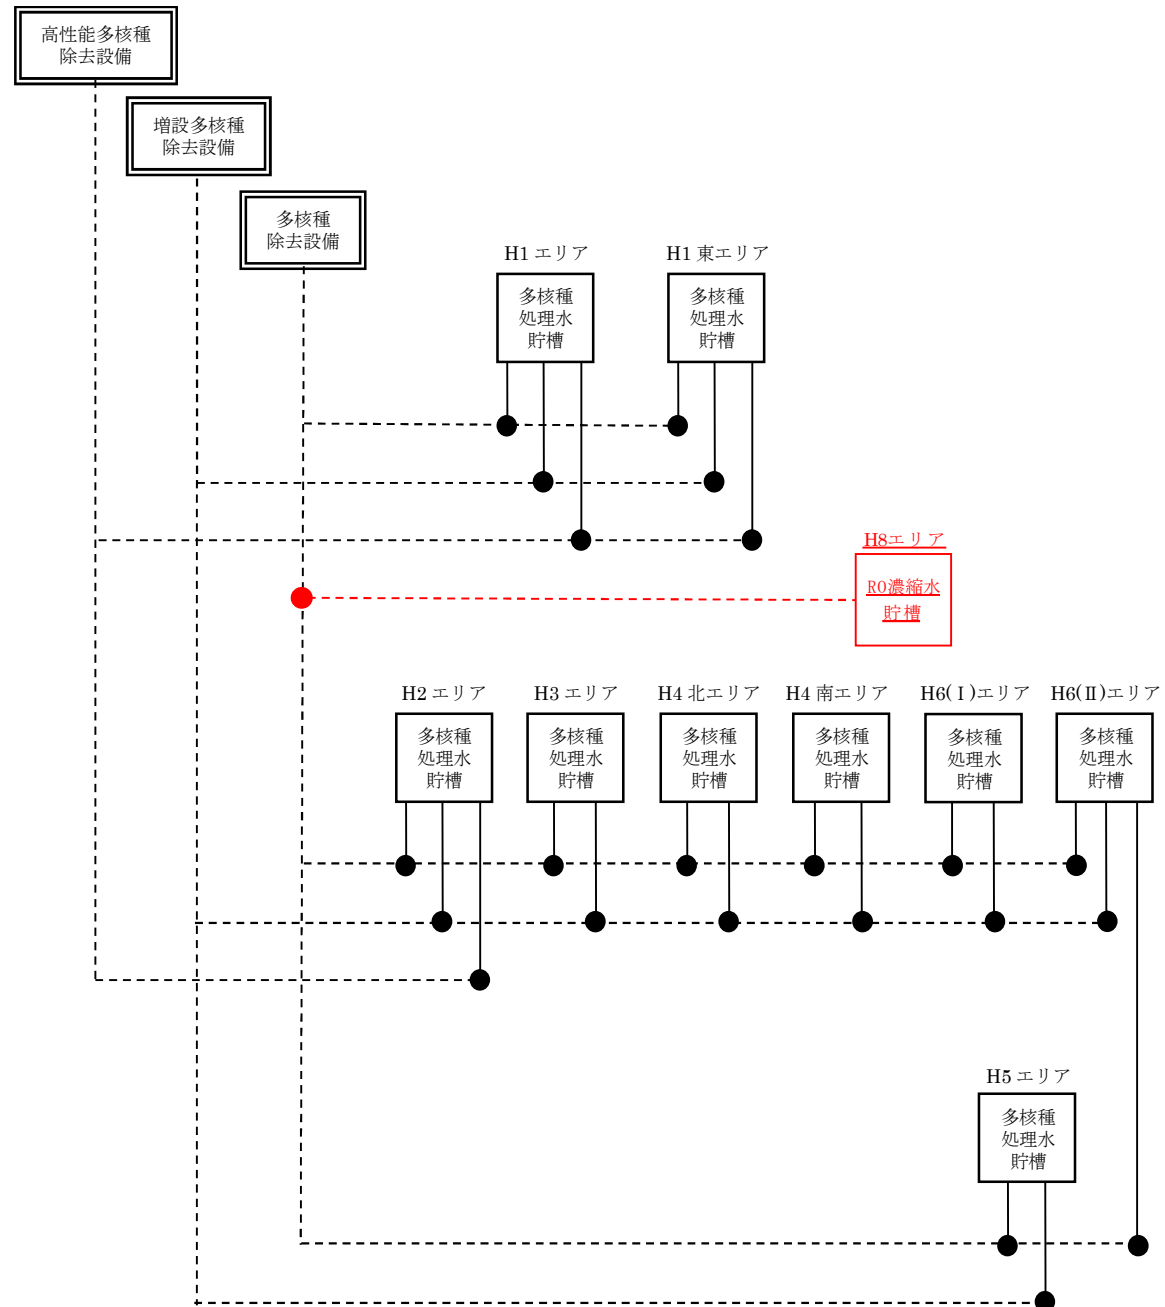 高性能多核種
除去設備
増設多核種
除去設備
多核種
除去設備
H1 エリア
多核種
処理水
貯槽
H1 東エリア
多核種
処理水
貯槽
H8エリア
RO濃縮水
貯槽
H2 エリア
多核種
処理水
貯槽
H3 エリア
多核種
処理水
貯槽
H4 北エリア
多核種
処理水
貯槽
H4 南エリア
多核種
処理水
貯槽
H6(Ⅰ)エリア
多核種
処理水
貯槽
H6(Ⅱ)エリア
多核種
処理水
貯槽
H5 エリア
多核種
処理水
貯槽